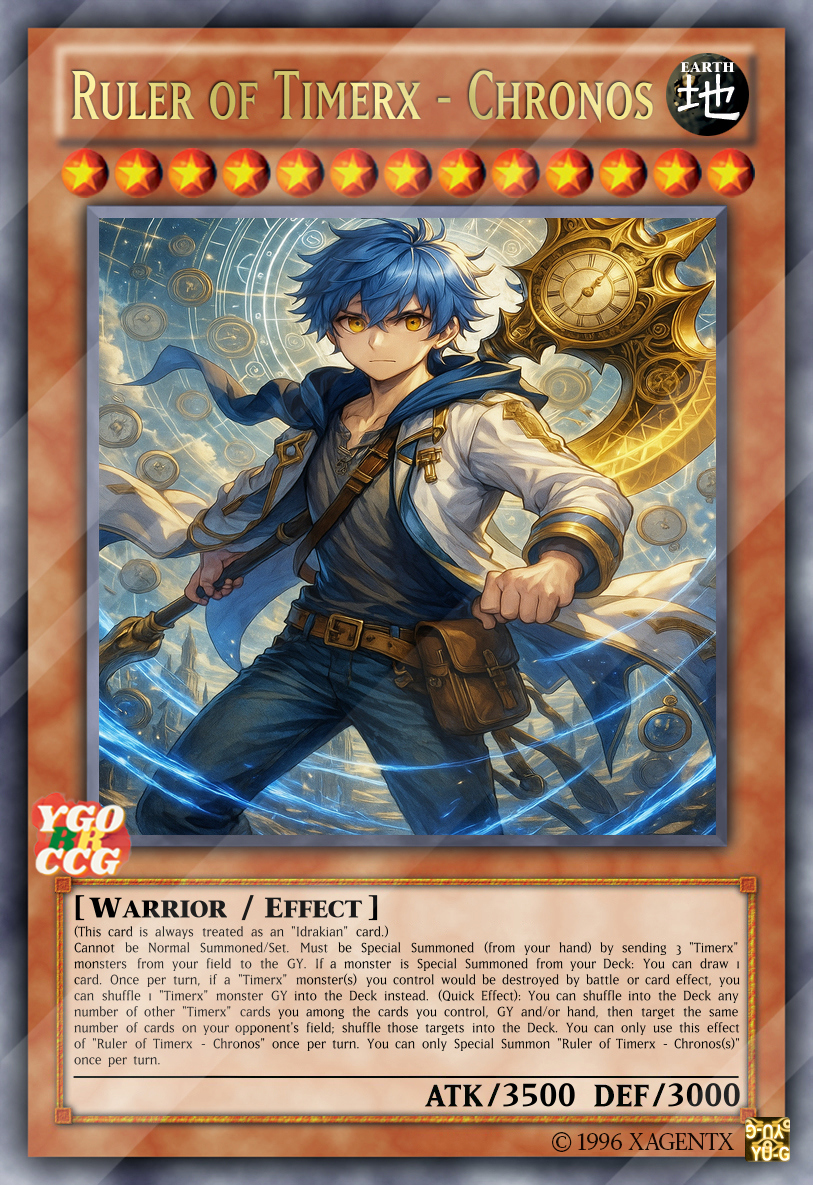 Ruler of Timerx - Chronos
EARTH
地
YGO
RR
CCG
[ Warrior / Effect ]
(This card is always treated as an "Idrakian" card.)
Cannot be Normal Summoned/Set. Must be Special Summoned (from your hand) by sending 3 "Timerx"
monsters from your field to the GY. If a monster is Special Summoned from your Deck: You can draw 1
card. Once per turn, if a "Timerx" monster(s) you control would be destroyed by battle or card effect, you
can shuffle 1 "Timerx" monster GY into the Deck instead. (Quick Effect): You can shuffle into the Deck any
number of other "Timerx" cards you among the cards you control, GY and/or hand, then target the same
number of cards on your opponent's field; shuffle those targets into the Deck. You can only use this effect
of "Ruler of Timerx - Chronos" once per turn. You can only Special Summon "Ruler of Timerx - Chronos(s)"
once per turn.
ATK/3500 DEF/3000
© 1996 XAGENTX